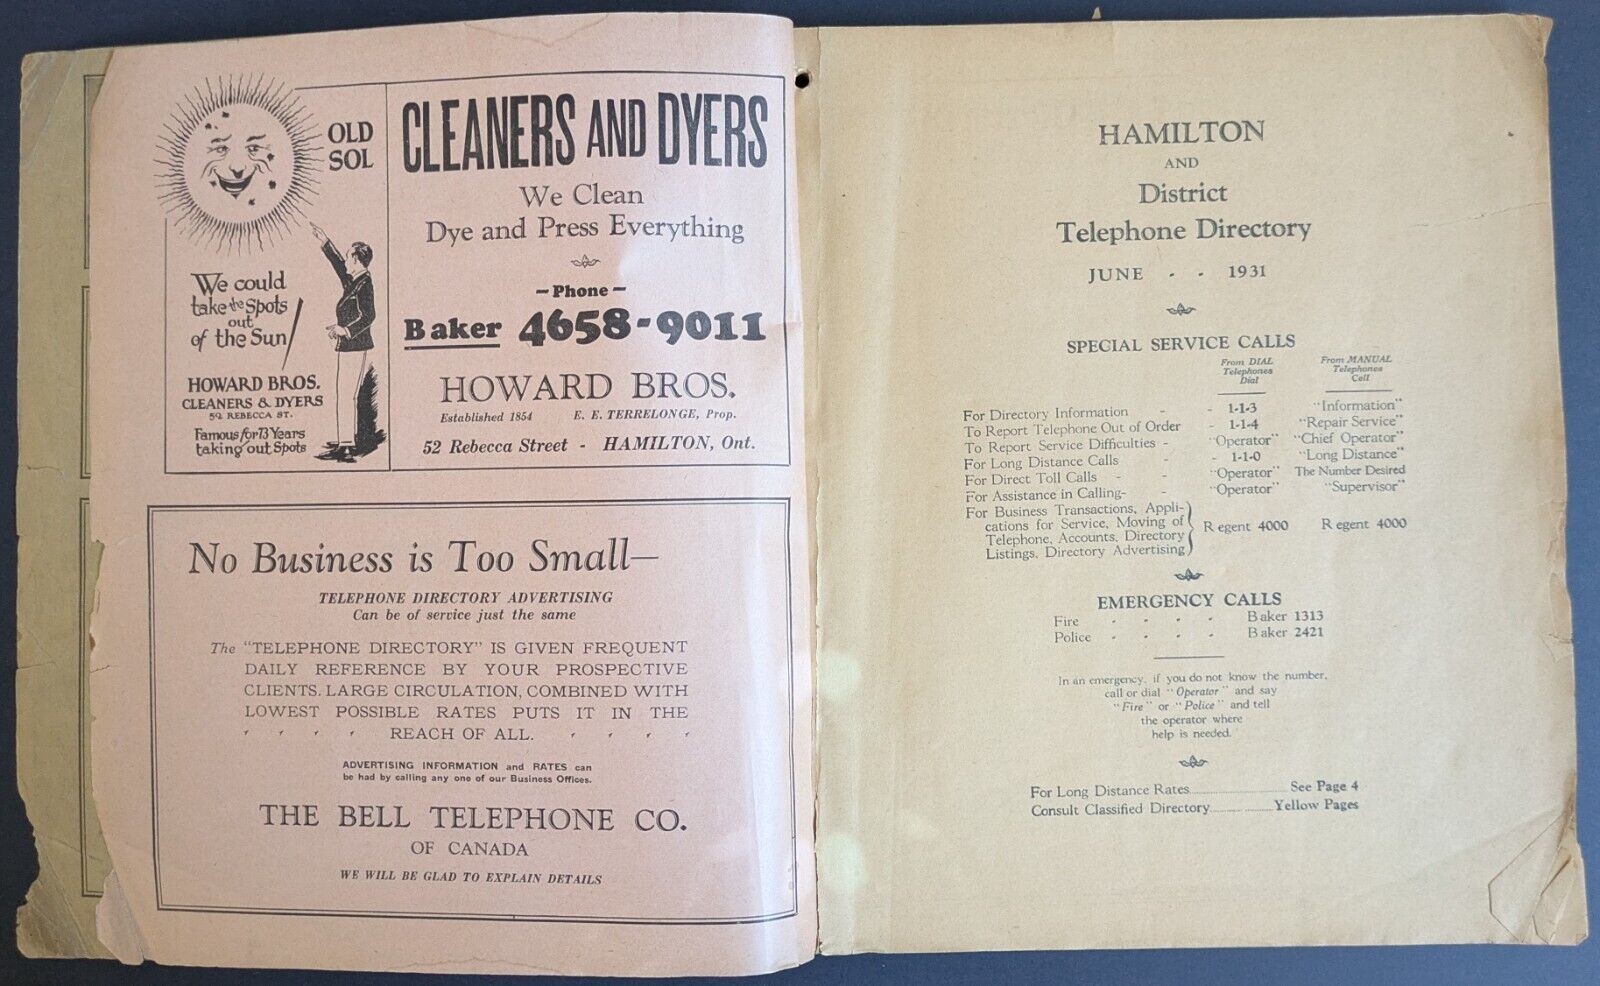 OLD
SOL
We could
take the Spots
out
of the Sun!
HOWARD BROS.
CLEANERS & DYERS
52 REBECCA ST.
Famous for 73 Years
taking out Spots
CLEANERS AND DYERS
We Clean
Dye and Press Everything
- Phone -
Baker 4658-9011
HOWARD BROS.
Established 1854 E. E. TERRELONGE, Prop.
52 Rebecca Street - HAMILTON, Ont.
No Business is Too Small—
TELEPHONE DIRECTORY ADVERTISING
Can be of service just the same
The "TELEPHONE DIRECTORY" IS GIVEN FREQUENT
DAILY REFERENCE BY YOUR PROSPECTIVE
CLIENTS. LARGE CIRCULATION, COMBINED WITH
LOWEST POSSIBLE RATES PUTS IT IN THE
' ' ' ' REACH OF ALL. ' ' ' '
ADVERTISING INFORMATION and RATES can
be had by calling any one of our Business Offices.
THE BELL TELEPHONE CO.
OF CANADA
WE WILL BE GLAD TO EXPLAIN DETAILS
HAMILTON
AND
District
Telephone Directory
JUNE - - 1931
SPECIAL SERVICE CALLS
From DIAL Telephones Dial
From MANUAL Telephones Call
For Directory Information - - 1-1-3 "Information"
To Report Telephone Out of Order - 1-1-4 "Repair Service"
To Report Service Difficulties - "Operator" "Chief Operator"
For Long Distance Calls - - 1-1-0 "Long Distance"
For Direct Toll Calls - - "Operator" The Number Desired
For Assistance in Calling- - "Operator" "Supervisor"
For Business Transactions, Appli-
cations for Service, Moving of
Telephone, Accounts, Directory
Listings, Directory Advertising
R egent 4000 R egent 4000
EMERGENCY CALLS
Fire - - - - Baker 1313
Police - - - - Baker 2421
In an emergency, if you do not know the number,
call or dial "Operator" and say
"Fire" or "Police" and tell
the operator where
help is needed.
For Long Distance Rates.................See Page 4
Consult Classified Directory........... Yellow Pages